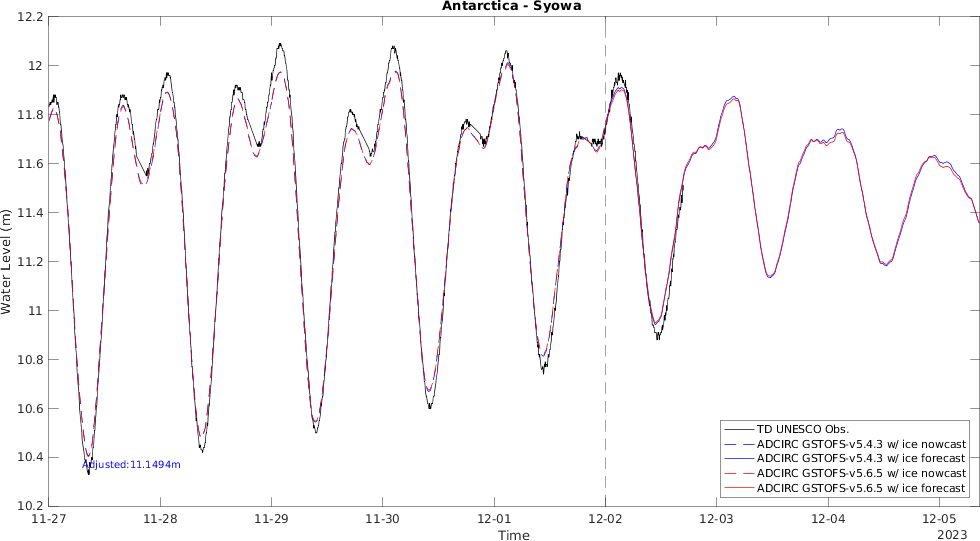 Antarctica - Syowa
12.2
12
11.8
11.6
11.4
11.2
11
10.8
10.6
10.4
10.2
Water Level (m)
Adjusted:11.1494m
TD UNESCO Obs.
ADCIRC GSTOFS-v5.4.3 w/ ice nowcast
ADCIRC GSTOFS-v5.4.3 w/ ice forecast
ADCIRC GSTOFS-v5.6.5 w/ ice nowcast
ADCIRC GSTOFS-v5.6.5 w/ ice forecast
11-27 11-28 11-29 11-30 12-01 12-02 12-03 12-04 12-05
Time
2023